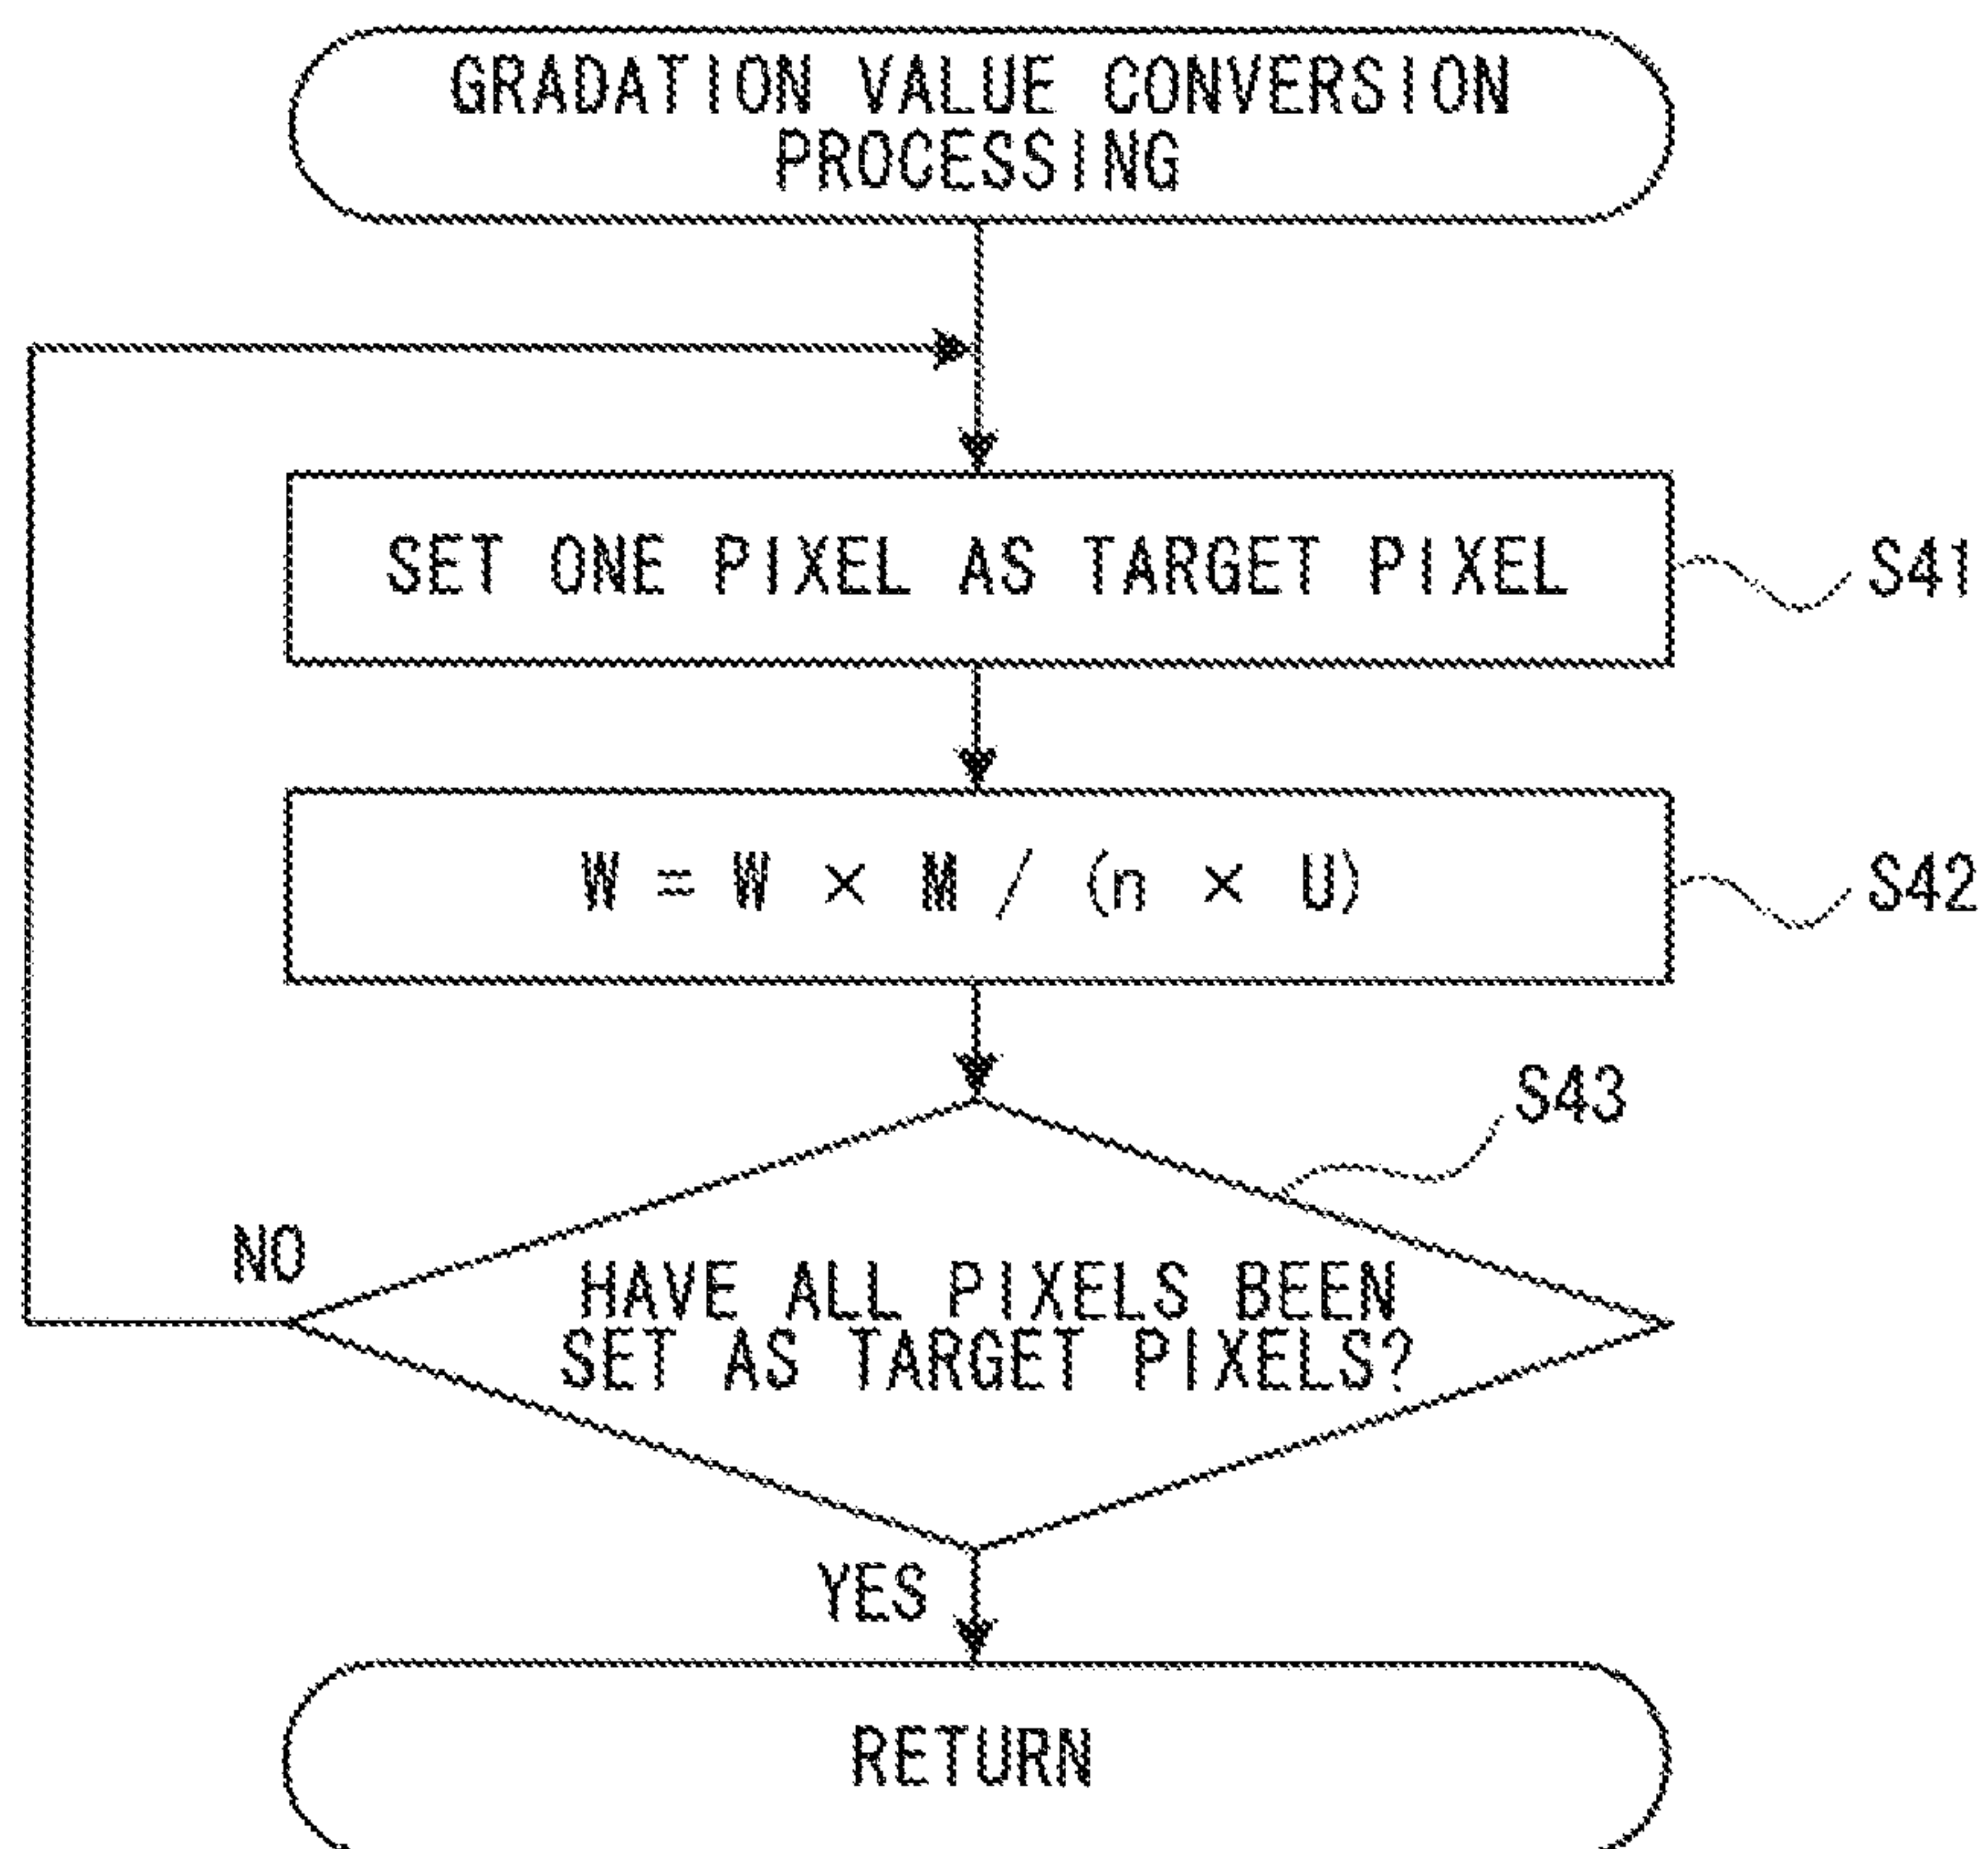 GRADATION VALUE CONVERSION
PROCESSING
SET ONE PIXEL AS TARGET PIXEL
S41
W = W × M / (n × U)
S42
S43
NO
HAVE ALL PIXELS BEEN
SET AS TARGET PIXELS?
YES
RETURN